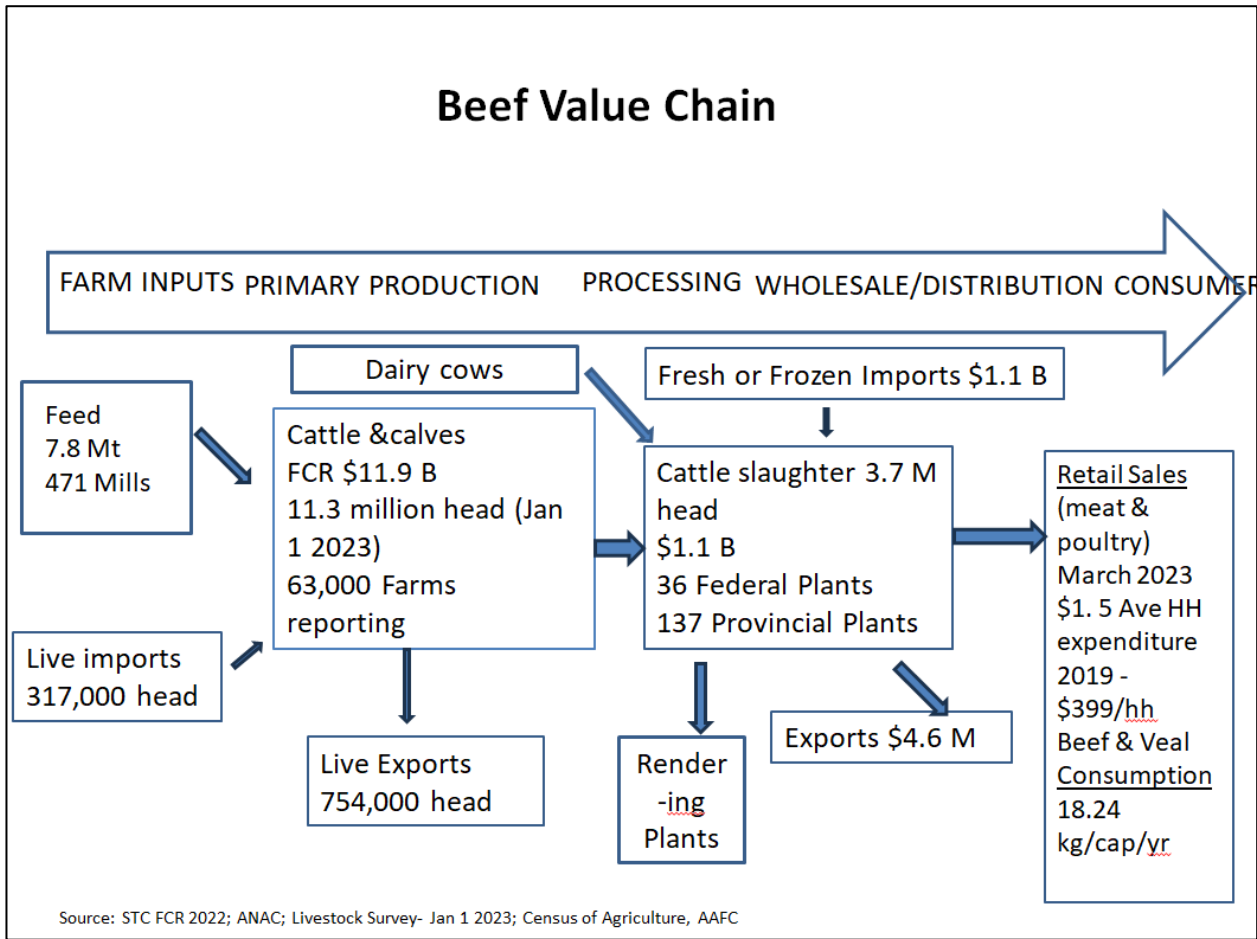 Beef Value Chain
FARM INPUTS PRIMARY PRODUCTION PROCESSING WHOLESALE/DISTRIBUTION CONSUMER
Dairy cows
Fresh or Frozen Imports $1.1 B
Feed
7.8 Mt
471 Mills
Cattle &calves
FCR $11.9 B
11.3 million head (Jan
1 2023)
63,000 Farms
reporting
Cattle slaughter 3.7 M
head
$1.1 B
36 Federal Plants
137 Provincial Plants
Retail Sales
(meat &
poultry)
March 2023
$1. 5 Ave HH
expenditure
2019 -
$399/hh
Beef & Veal
Consumption
18.24
kg/cap/yr
Live imports
317,000 head
Live Exports
754,000 head
Render
-ing
Plants
Exports $4.6 M
Source: STC FCR 2022; ANAC; Livestock Survey- Jan 1 2023; Census of Agriculture, AAFC